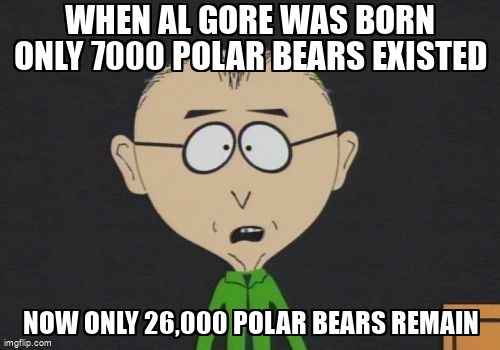 WHEN AL GORE WAS BORN
ONLY 7000 POLAR BEARS EXISTED
NOW ONLY 26,000 POLAR BEARS REMAIN
imgflip.com